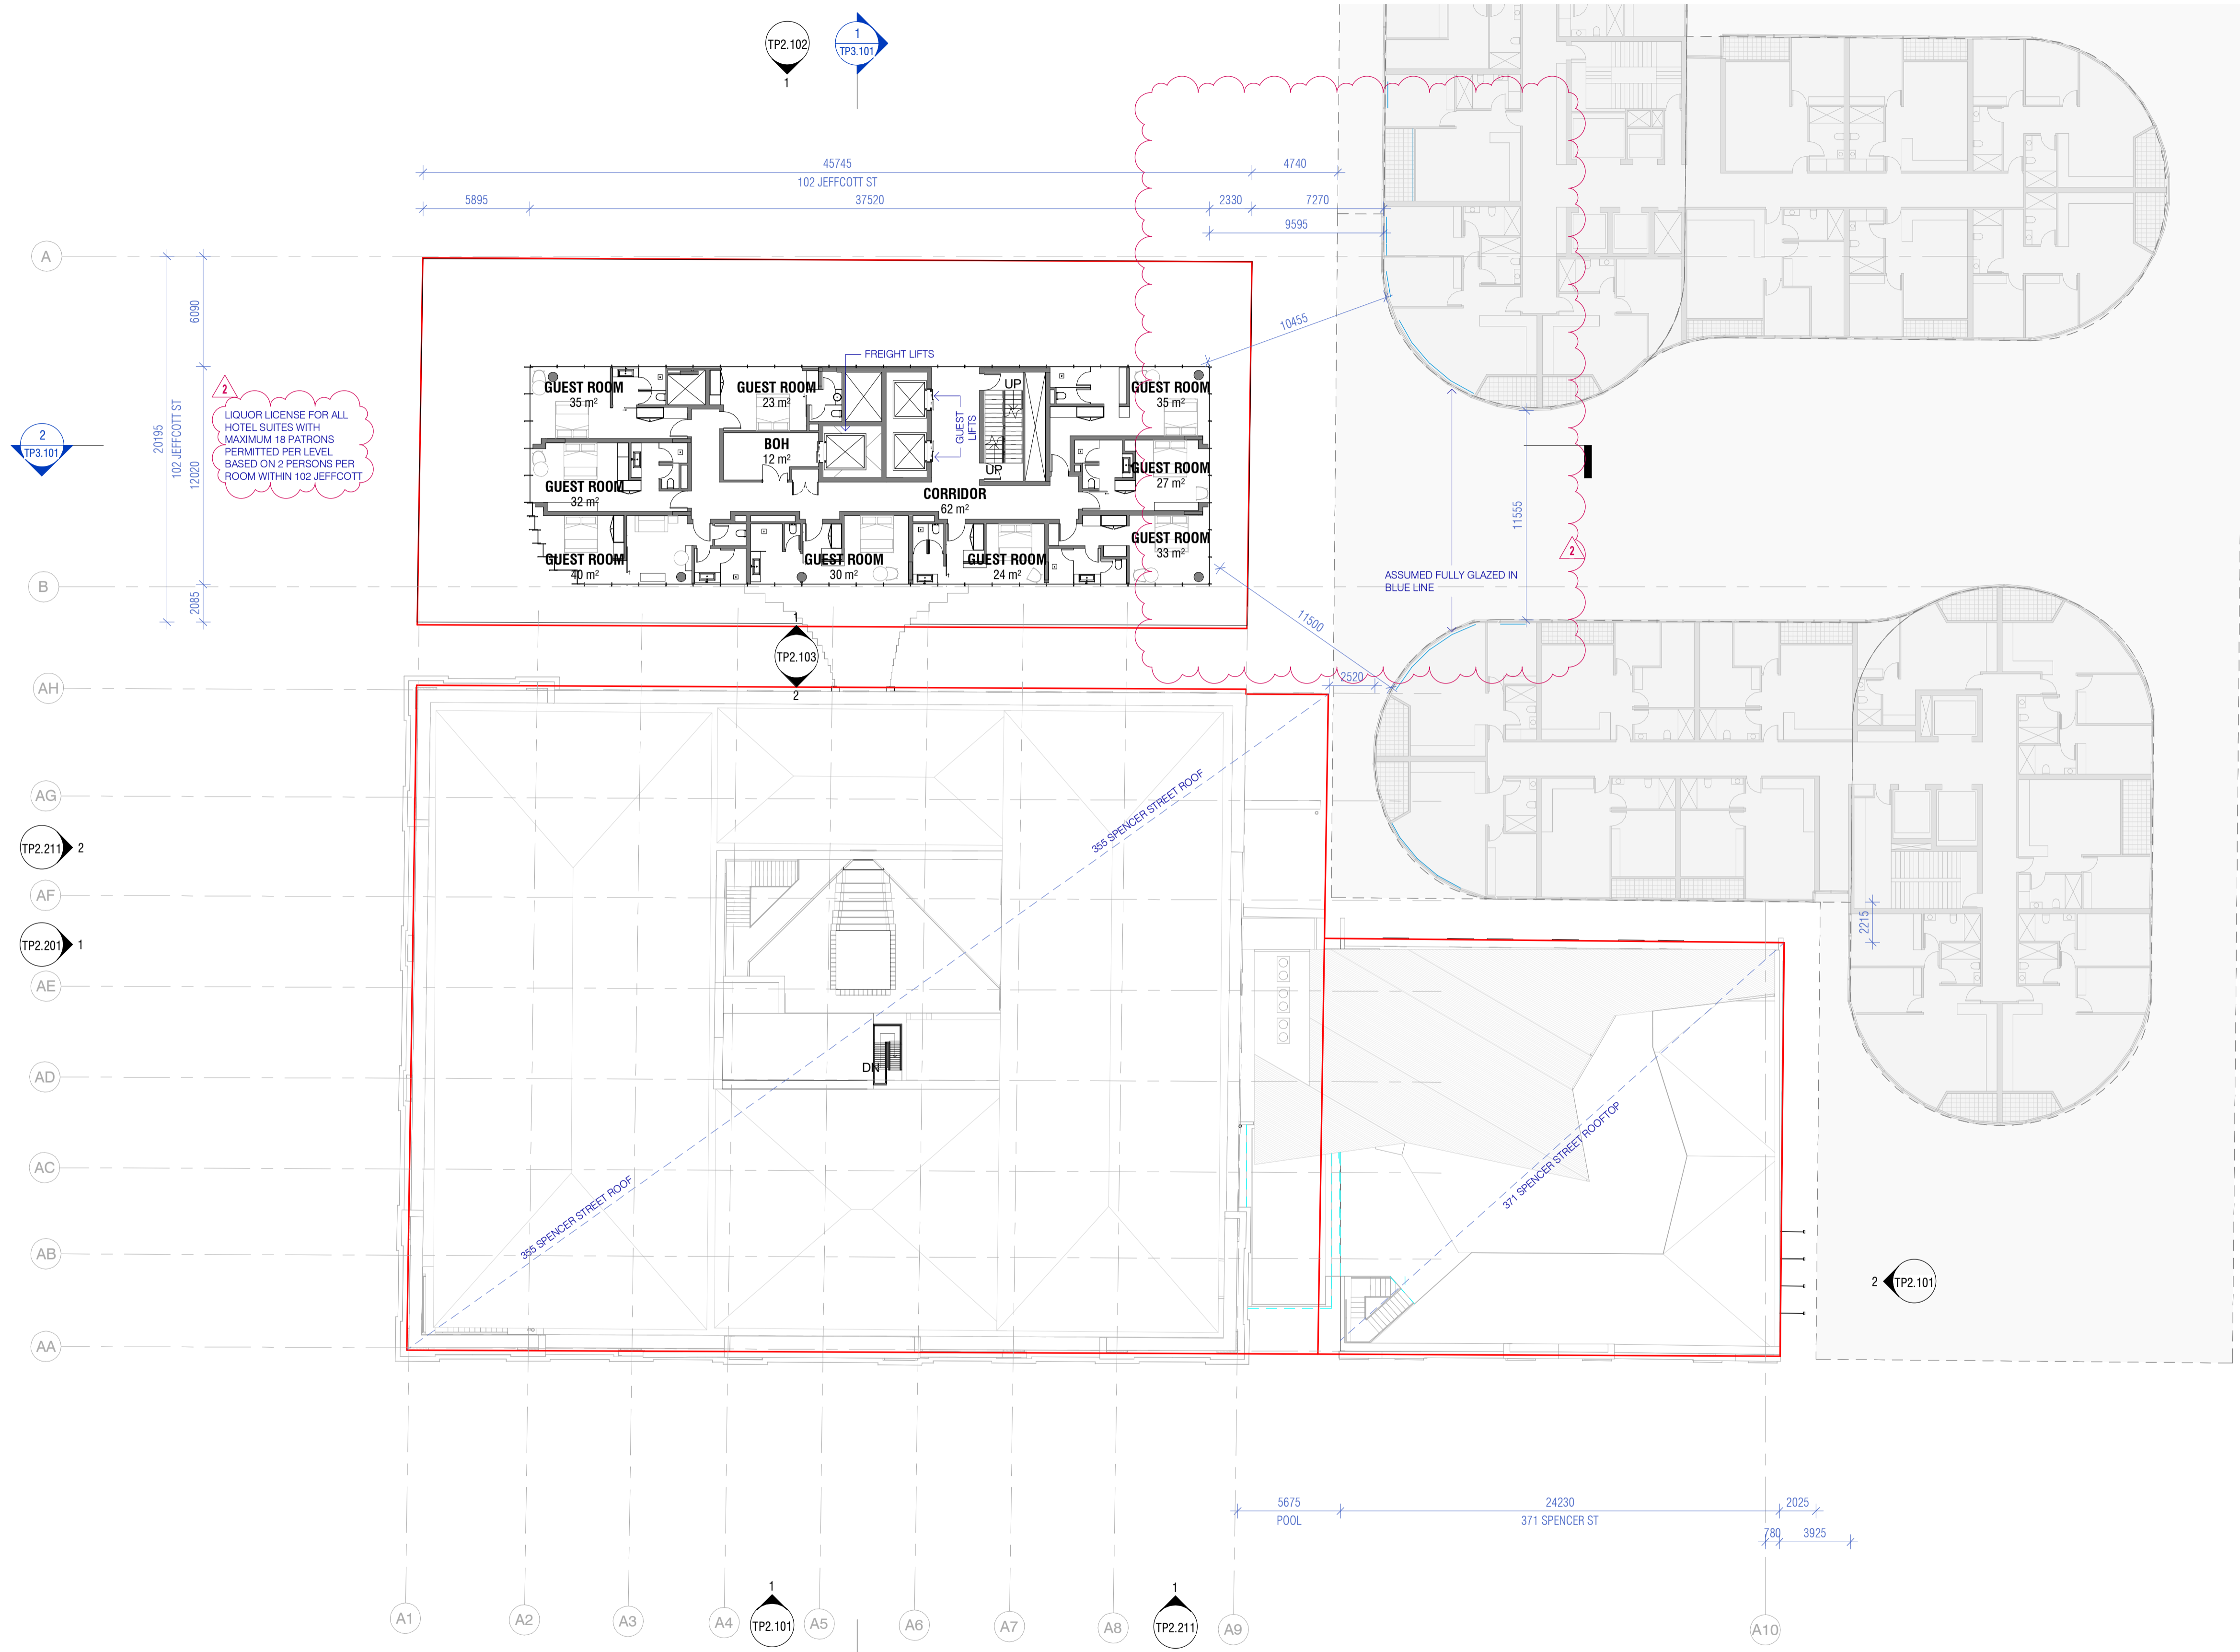 TP2.102
1
1
TP3.101
45745
4740
102 JEFFCOTT ST
5895
37520
2330
7270
9595
A
20195
102 JEFFCOTT ST
6090
12020
2085
2
LIQUOR LICENSE FOR ALL
HOTEL SUITES WITH
MAXIMUM 18 PATRONS
PERMITTED PER LEVEL
BASED ON 2 PERSONS PER
ROOM WITHIN 102 JEFFCOTT
2
TP3.101
10455
FREIGHT LIFTS
GUEST ROOM
35 m²
GUEST ROOM
23 m²
UP
GUEST ROOM
35 m²
GUEST
LIFTS
BOH
12 m²
UP
GUEST ROOM
27 m²
GUEST ROOM
32 m²
CORRIDOR
62 m²
GUEST ROOM
33 m²
GUEST ROOM
40 m²
GUEST ROOM
30 m²
GUEST ROOM
24 m²
11555
2
ASSUMED FULLY GLAZED IN
BLUE LINE
B
11500
1
TP2.103
2
2520
AH
AG
355 SPENCER STREET ROOF
TP2.211
2
AF
2215
TP2.201
1
AE
DN
AD
371 SPENCER STREET ROOFTOP
AC
355 SPENCER STREET ROOF
AB
2
TP2.101
AA
5675
24230
2025
POOL
371 SPENCER ST
780
3925
1
1
A1
A2
A3
A4
TP2.101
A5
A6
A7
A8
TP2.211
A9
A10